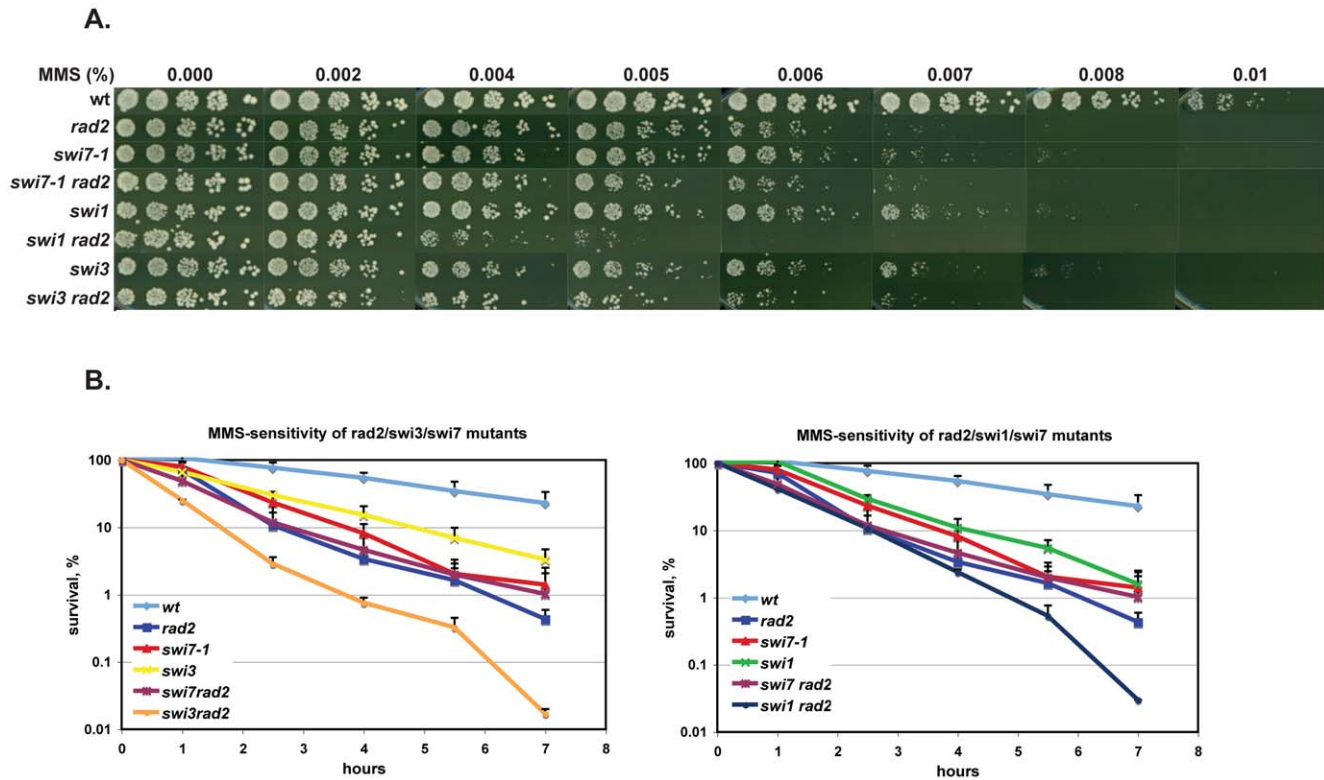 A.
MMS (%) 0.000 0.002 0.004 0.005 0.006 0.007 0.008 0.01
wt
rad2
swi7-1
swi7-1 rad2
swi1
swi1 rad2
swi3
swi3 rad2
B.
MMS-sensitivity of rad2/swi3/swi7 mutants
100
10
1
0.1
0.01
survival, %
wt
rad2
swi7-1
swi3
swi7rad2
swi3rad2
0 1 2 3 4 5 6 7 8
hours
MMS-sensitivity of rad2/swi1/swi7 mutants
100
10
1
0.1
0.01
survival, %
wt
rad2
swi7-1
swi1
swi7 rad2
swi1 rad2
0 1 2 3 4 5 6 7 8
hours